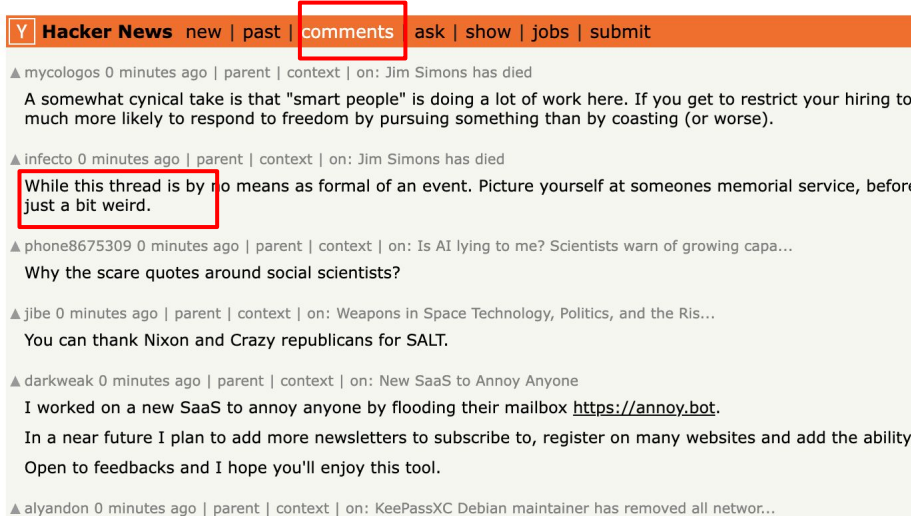 Y Hacker News new | past | comments ask | show | jobs | submit
▲ mycologos 0 minutes ago | parent | context | on: Jim Simons has died
A somewhat cynical take is that "smart people" is doing a lot of work here. If you get to restrict your hiring to
much more likely to respond to freedom by pursuing something than by coasting (or worse).
▲ infecto 0 minutes ago | parent | context | on: Jim Simons has died
While this thread is by no means as formal of an event. Picture yourself at someones memorial service, before
just a bit weird.
▲ phone8675309 0 minutes ago | parent | context | on: Is AI lying to me? Scientists warn of growing capa...
Why the scare quotes around social scientists?
▲ jibe 0 minutes ago | parent | context | on: Weapons in Space Technology, Politics, and the Ris...
You can thank Nixon and Crazy republicans for SALT.
▲ darkweak 0 minutes ago | parent | context | on: New SaaS to Annoy Anyone
I worked on a new SaaS to annoy anyone by flooding their mailbox https://annoy.bot.
In a near future I plan to add more newsletters to subscribe to, register on many websites and add the ability
Open to feedbacks and I hope you'll enjoy this tool.
▲ alyandon 0 minutes ago | parent | context | on: KeePassXC Debian maintainer has removed all networ...